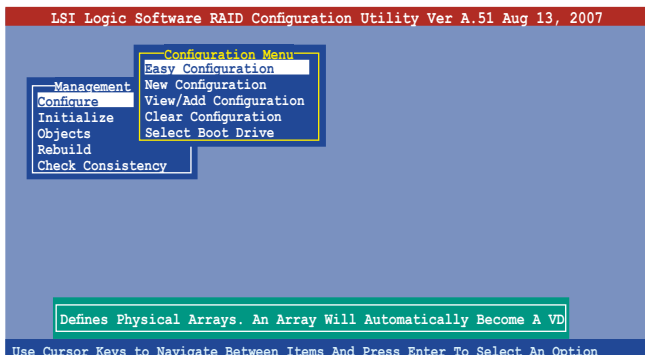 LSI Logic Software RAID Configuration Utility Ver A.51 Aug 13, 2007
Configuration Menu
Easy Configuration
New Configuration
View/Add Configuration
Clear Configuration
Select Boot Drive
Management
Configure
Initialize
Objects
Rebuild
Check Consistency
Defines Physical Arrays. An Array Will Automatically Become A VD
Use Cursor Keys to Navigate Between Items And Press Enter To Select An Option